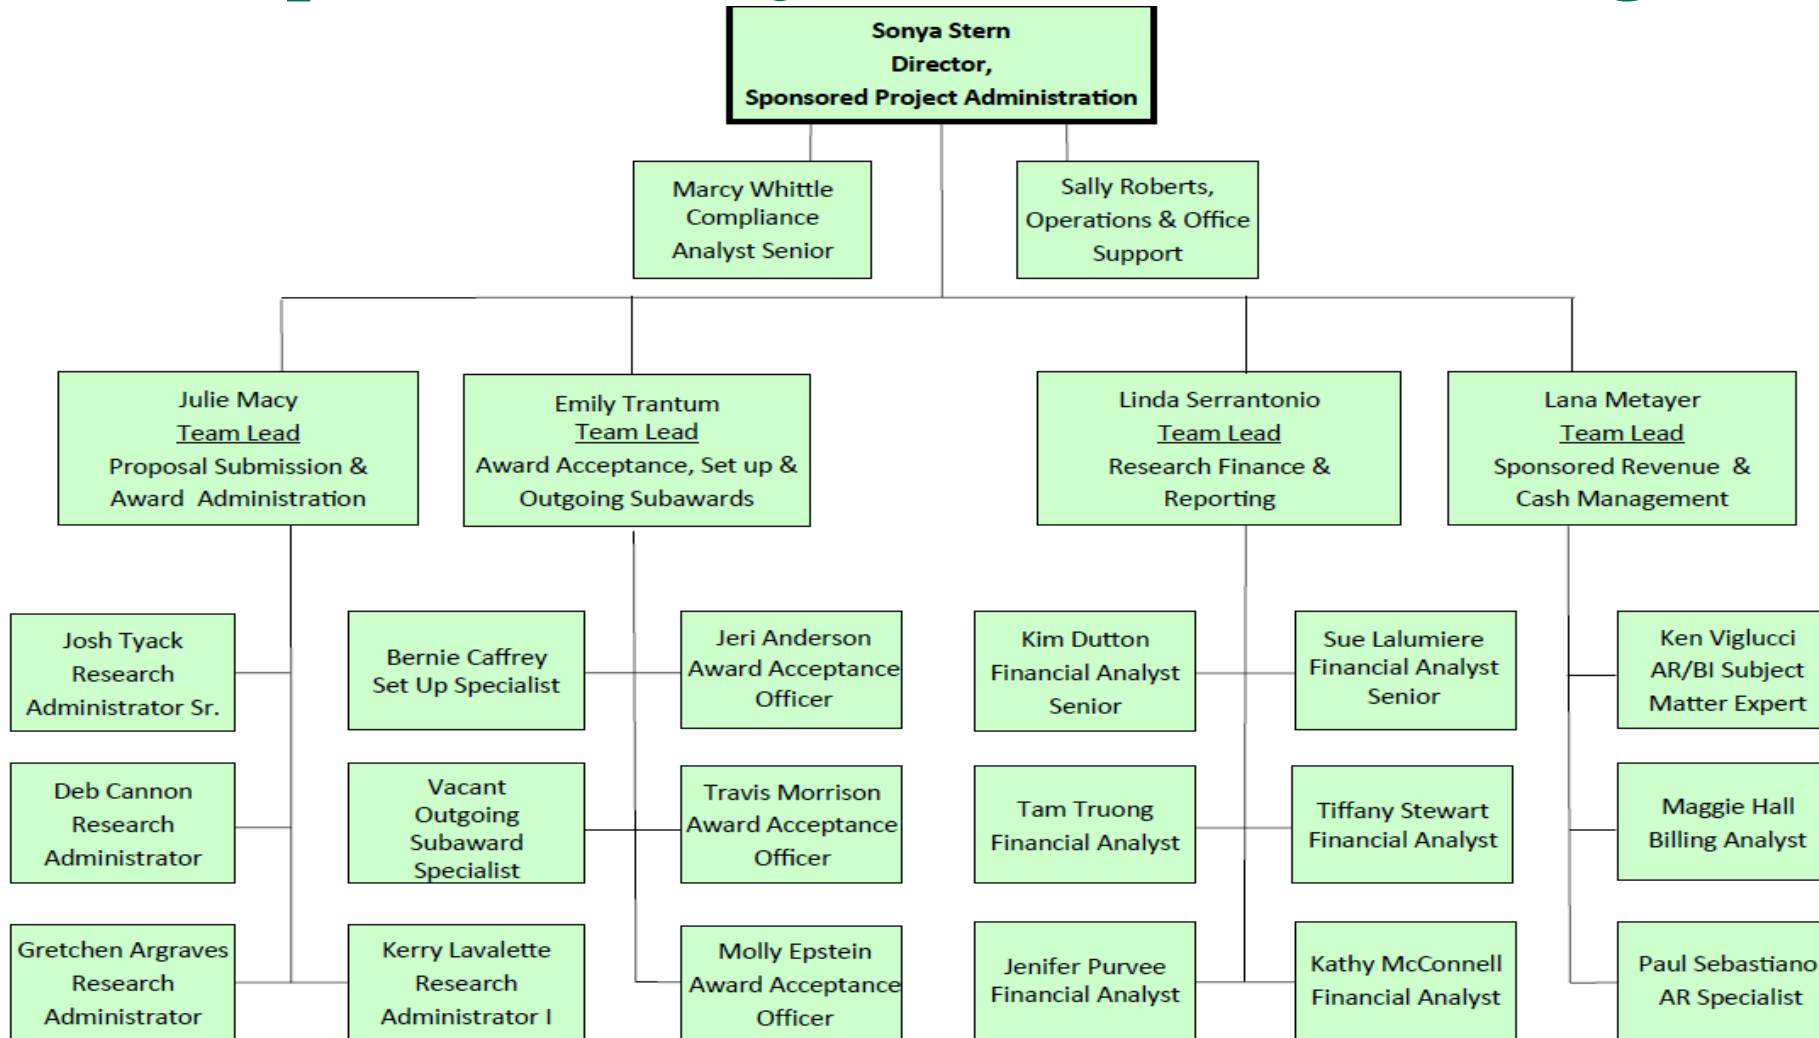 Sonya Stern
Director,
Sponsored Project Administration
Marcy Whittle
Compliance
Analyst Senior
Sally Roberts,
Operations & Office
Support
Julie Macy
Team Lead
Proposal Submission &
Award Administration
Emily Trantum
Team Lead
Award Acceptance, Set up &
Outgoing Subawards
Linda Serrantonio
Team Lead
Research Finance &
Reporting
Lana Metayer
Team Lead
Sponsored Revenue &
Cash Management
Josh Tyack
Research
Administrator Sr.
Bernie Caffrey
Set Up Specialist
Jeri Anderson
Award Acceptance
Officer
Kim Dutton
Financial Analyst
Senior
Sue Lalumiere
Financial Analyst
Senior
Ken Viglucci
AR/BI Subject
Matter Expert
Deb Cannon
Research
Administrator
Vacant
Outgoing
Subaward
Specialist
Travis Morrison
Award Acceptance
Officer
Tam Truong
Financial Analyst
Tiffany Stewart
Financial Analyst
Maggie Hall
Billing Analyst
Gretchen Argraves
Research
Administrator
Kerry Lavalette
Research
Administrator I
Molly Epstein
Award Acceptance
Officer
Jenifer Purvee
Financial Analyst
Kathy McConnell
Financial Analyst
Paul Sebastiano
AR Specialist